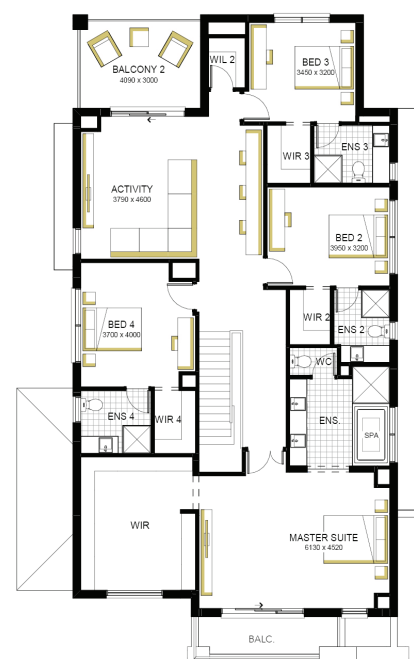 BALCONY 2
4090 x 3000
WIL 2
BED 3
3450 x 3200
WIR 3
ENS 3
ACTIVITY
3790 x 4600
BED 2
3950 x 3200
WIR 2
ENS 2
BED 4
3700 x 4000
WC
ENS.
SPA
ENS 4
WIR 4
WIR
MASTER SUITE
6130 x 4520
BALC.